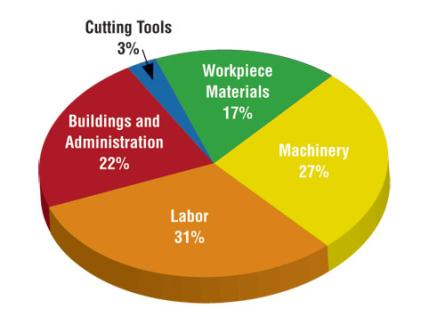 Cutting Tools
3%
Workpiece
Materials
17%
Buildings and
Administration
22%
Machinery
27%
Labor
31%